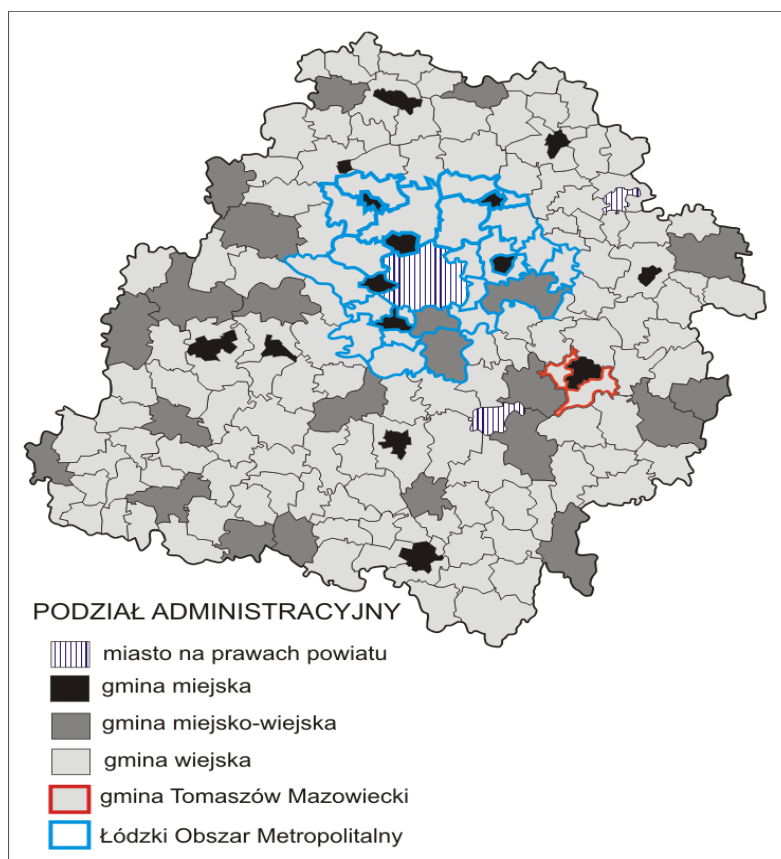 PODZIAŁ ADMINISTRACYJNY
miasto na prawach powiatu
gmina miejska
gmina miejsko-wiejska
gmina wiejska
gmina Tomaszów Mazowiecki
Łódzki Obszar Metropolitalny